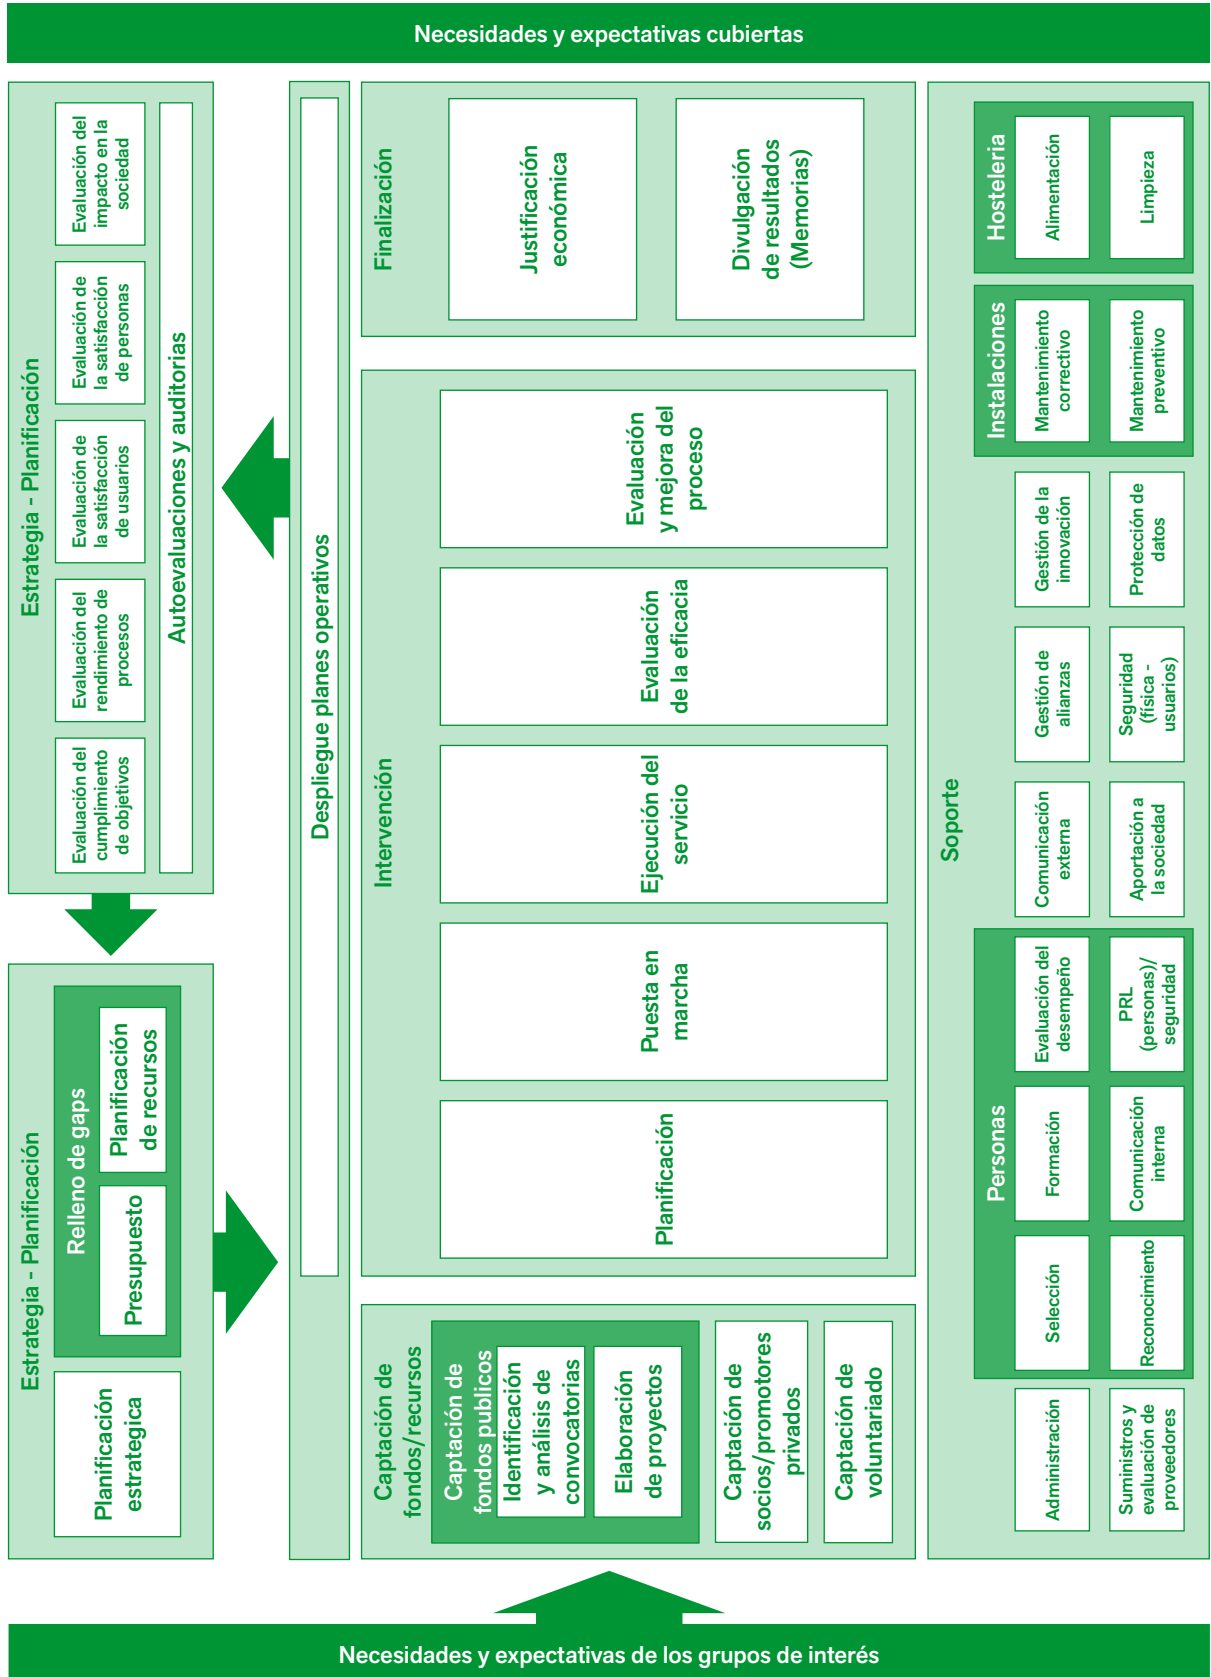 Necesidades y expectativas cubiertas
Estrategia - Planificación
Evaluación del
cumplimiento
de objetivos
Evaluación del
rendimiento de
procesos
Evaluación de
la satisfacción
de usuarios
Evaluación de
la satisfacción
de personas
Evaluación del
impacto en la
sociedad
Autoevaluaciones y auditorias
Estrategia - Planificación
Planificación
estrategica
Relleno de gaps
Presupuesto
Planificación
de recursos
Despliegue planes operativos
Captación de
fondos/recursos
Captación de
fondos publicos
Identificación
y análisis de
convocatorias
Elaboración
de proyectos
Captación de
socios/promotores
privados
Captación de
voluntariado
Intervención
Planificación
Puesta en
marcha
Ejecución del
servicio
Evaluación
de la eficacia
Evaluación
y mejora del
proceso
Finalización
Justificación
económica
Divulgación
de resultados
(Memorias)
Soporte
Administración
Suministros y
evaluación de
proveedores
Personas
Selección
Formación
Evaluación del
desempeño
Reconocimiento
Comunicación
interna
PRL
(personas)/
seguridad
Comunicación
externa
Aportación a
la sociedad
Gestión de
alianzas
Seguridad
(física -
usuarios)
Gestión de la
innovación
Protección de
datos
Instalaciones
Mantenimiento
correctivo
Mantenimiento
preventivo
Hosteleria
Alimentación
Limpieza
Necesidades y expectativas de los grupos de interés